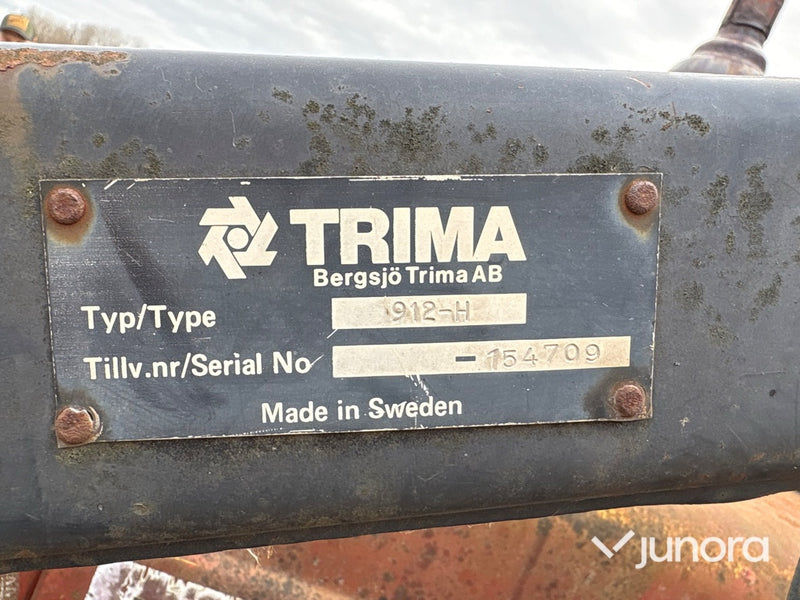 TRIMA
Bergsjö Trima AB
Typ/Type 912-H
Tillv.nr/Serial No -154709
Made in Sweden
junora